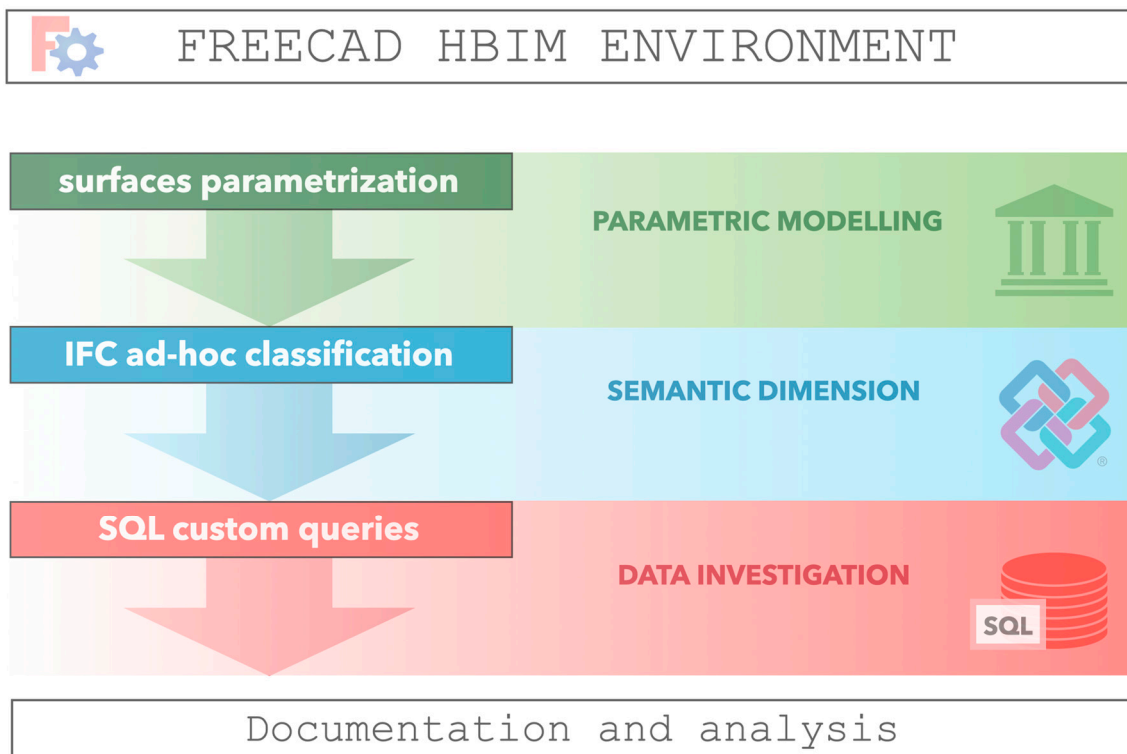 FREECAD HBIM ENVIRONMENT
surfaces parametrization
PARAMETRIC MODELLING
IFC ad-hoc classification
SEMANTIC DIMENSION
®
SQL custom queries
DATA INVESTIGATION
SQL
Documentation and analysis